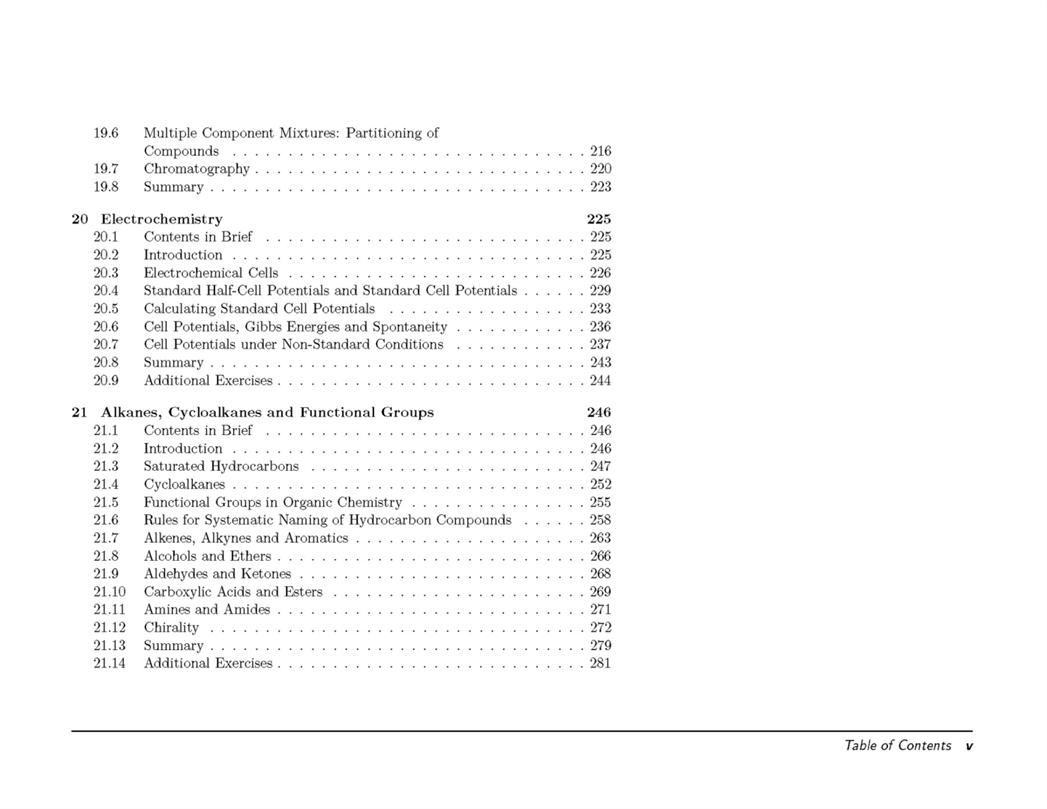 19.6 Multiple Component Mixtures: Partitioning of
Compounds . . . . . . . . . . . . . . . . . . . . . . . . . . . . . . . . 216
19.7 Chromatography . . . . . . . . . . . . . . . . . . . . . . . . . . . . . . 220
19.8 Summary . . . . . . . . . . . . . . . . . . . . . . . . . . . . . . . . . . 223
20 Electrochemistry 225
20.1 Contents in Brief . . . . . . . . . . . . . . . . . . . . . . . . . . . . . 225
20.2 Introduction . . . . . . . . . . . . . . . . . . . . . . . . . . . . . . . . 225
20.3 Electrochemical Cells . . . . . . . . . . . . . . . . . . . . . . . . . . . 226
20.4 Standard Half-Cell Potentials and Standard Cell Potentials . . . . . . 229
20.5 Calculating Standard Cell Potentials . . . . . . . . . . . . . . . . . . 233
20.6 Cell Potentials, Gibbs Energies and Spontaneity . . . . . . . . . . . . 236
20.7 Cell Potentials under Non-Standard Conditions . . . . . . . . . . . . 237
20.8 Summary . . . . . . . . . . . . . . . . . . . . . . . . . . . . . . . . . . 243
20.9 Additional Exercises . . . . . . . . . . . . . . . . . . . . . . . . . . . . 244
21 Alkanes, Cycloalkanes and Functional Groups 246
21.1 Contents in Brief . . . . . . . . . . . . . . . . . . . . . . . . . . . . . 246
21.2 Introduction . . . . . . . . . . . . . . . . . . . . . . . . . . . . . . . . 246
21.3 Saturated Hydrocarbons . . . . . . . . . . . . . . . . . . . . . . . . . 247
21.4 Cycloalkanes . . . . . . . . . . . . . . . . . . . . . . . . . . . . . . . . 252
21.5 Functional Groups in Organic Chemistry . . . . . . . . . . . . . . . . 255
21.6 Rules for Systematic Naming of Hydrocarbon Compounds . . . . . . 258
21.7 Alkenes, Alkynes and Aromatics . . . . . . . . . . . . . . . . . . . . . 263
21.8 Alcohols and Ethers . . . . . . . . . . . . . . . . . . . . . . . . . . . . 266
21.9 Aldehydes and Ketones . . . . . . . . . . . . . . . . . . . . . . . . . . 268
21.10 Carboxylic Acids and Esters . . . . . . . . . . . . . . . . . . . . . . . 269
21.11 Amines and Amides . . . . . . . . . . . . . . . . . . . . . . . . . . . . 271
21.12 Chirality . . . . . . . . . . . . . . . . . . . . . . . . . . . . . . . . . . 272
21.13 Summary . . . . . . . . . . . . . . . . . . . . . . . . . . . . . . . . . . 279
21.14 Additional Exercises . . . . . . . . . . . . . . . . . . . . . . . . . . . . 281
Table of Contents v